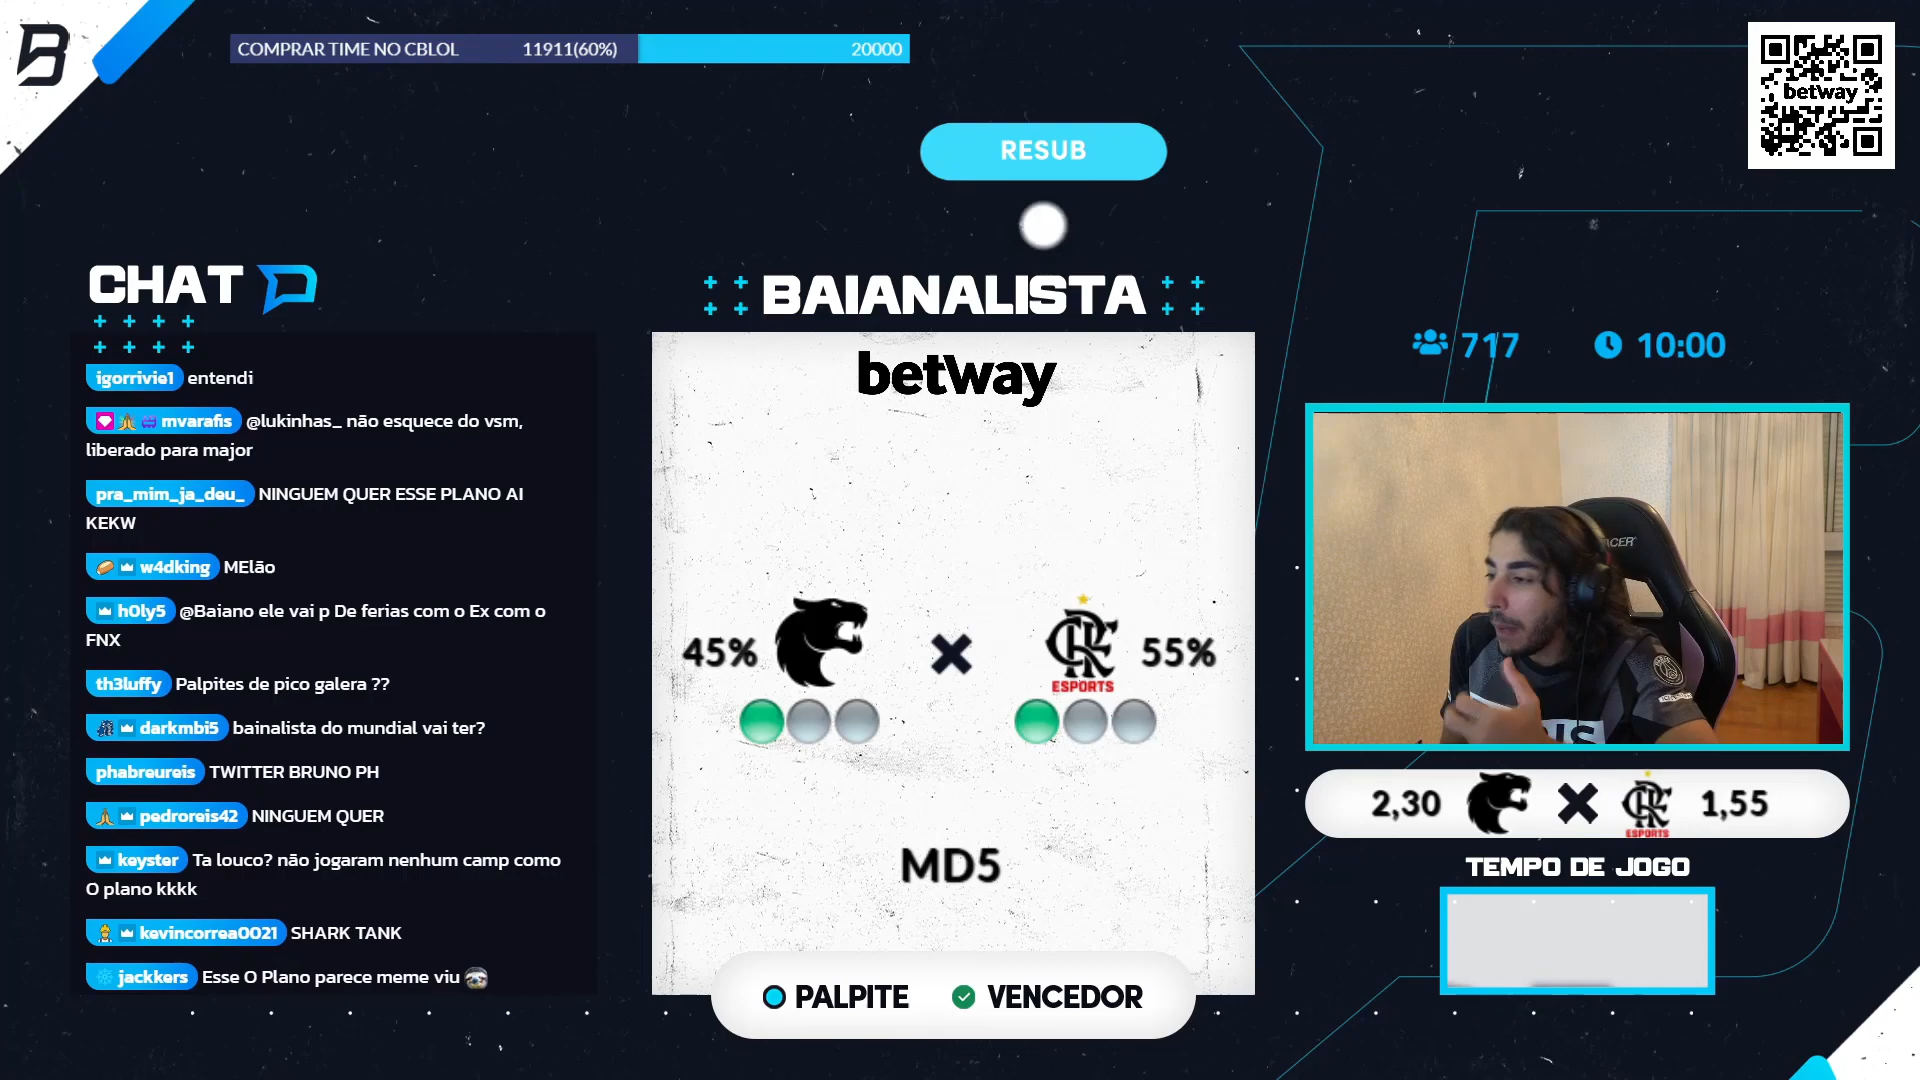 COMPRAR TIME NO CBLOL 11911(60%) 20000
betway
RESUB
CHAT
BAIANALISTA
717 10:00
igorrivie1 entendi
mvarafis @lukinhas_ não esquece do vsm,
liberado para major
pra_mim_ja_deu_ NINGUEM QUER ESSE PLANO AI
KEKW
w4dking MElão
h0ly5 @Baiano ele vai p De ferias com o Ex com o
FNX
th3luffy Palpites de pico galera ??
darkmbi5 bainalista do mundial vai ter?
phabreureis TWITTER BRUNO PH
pedroreis42 NINGUEM QUER
keyster Ta louco? não jogaram nenhum camp como
O plano kkkk
kevincorrea0021 SHARK TANK
jackkers Esse O Plano parece meme viu
betway
45% 55%
ESPORTS
MD5
PALPITE VENCEDOR
2,30 1,55
ESPORTS
TEMPO DE JOGO